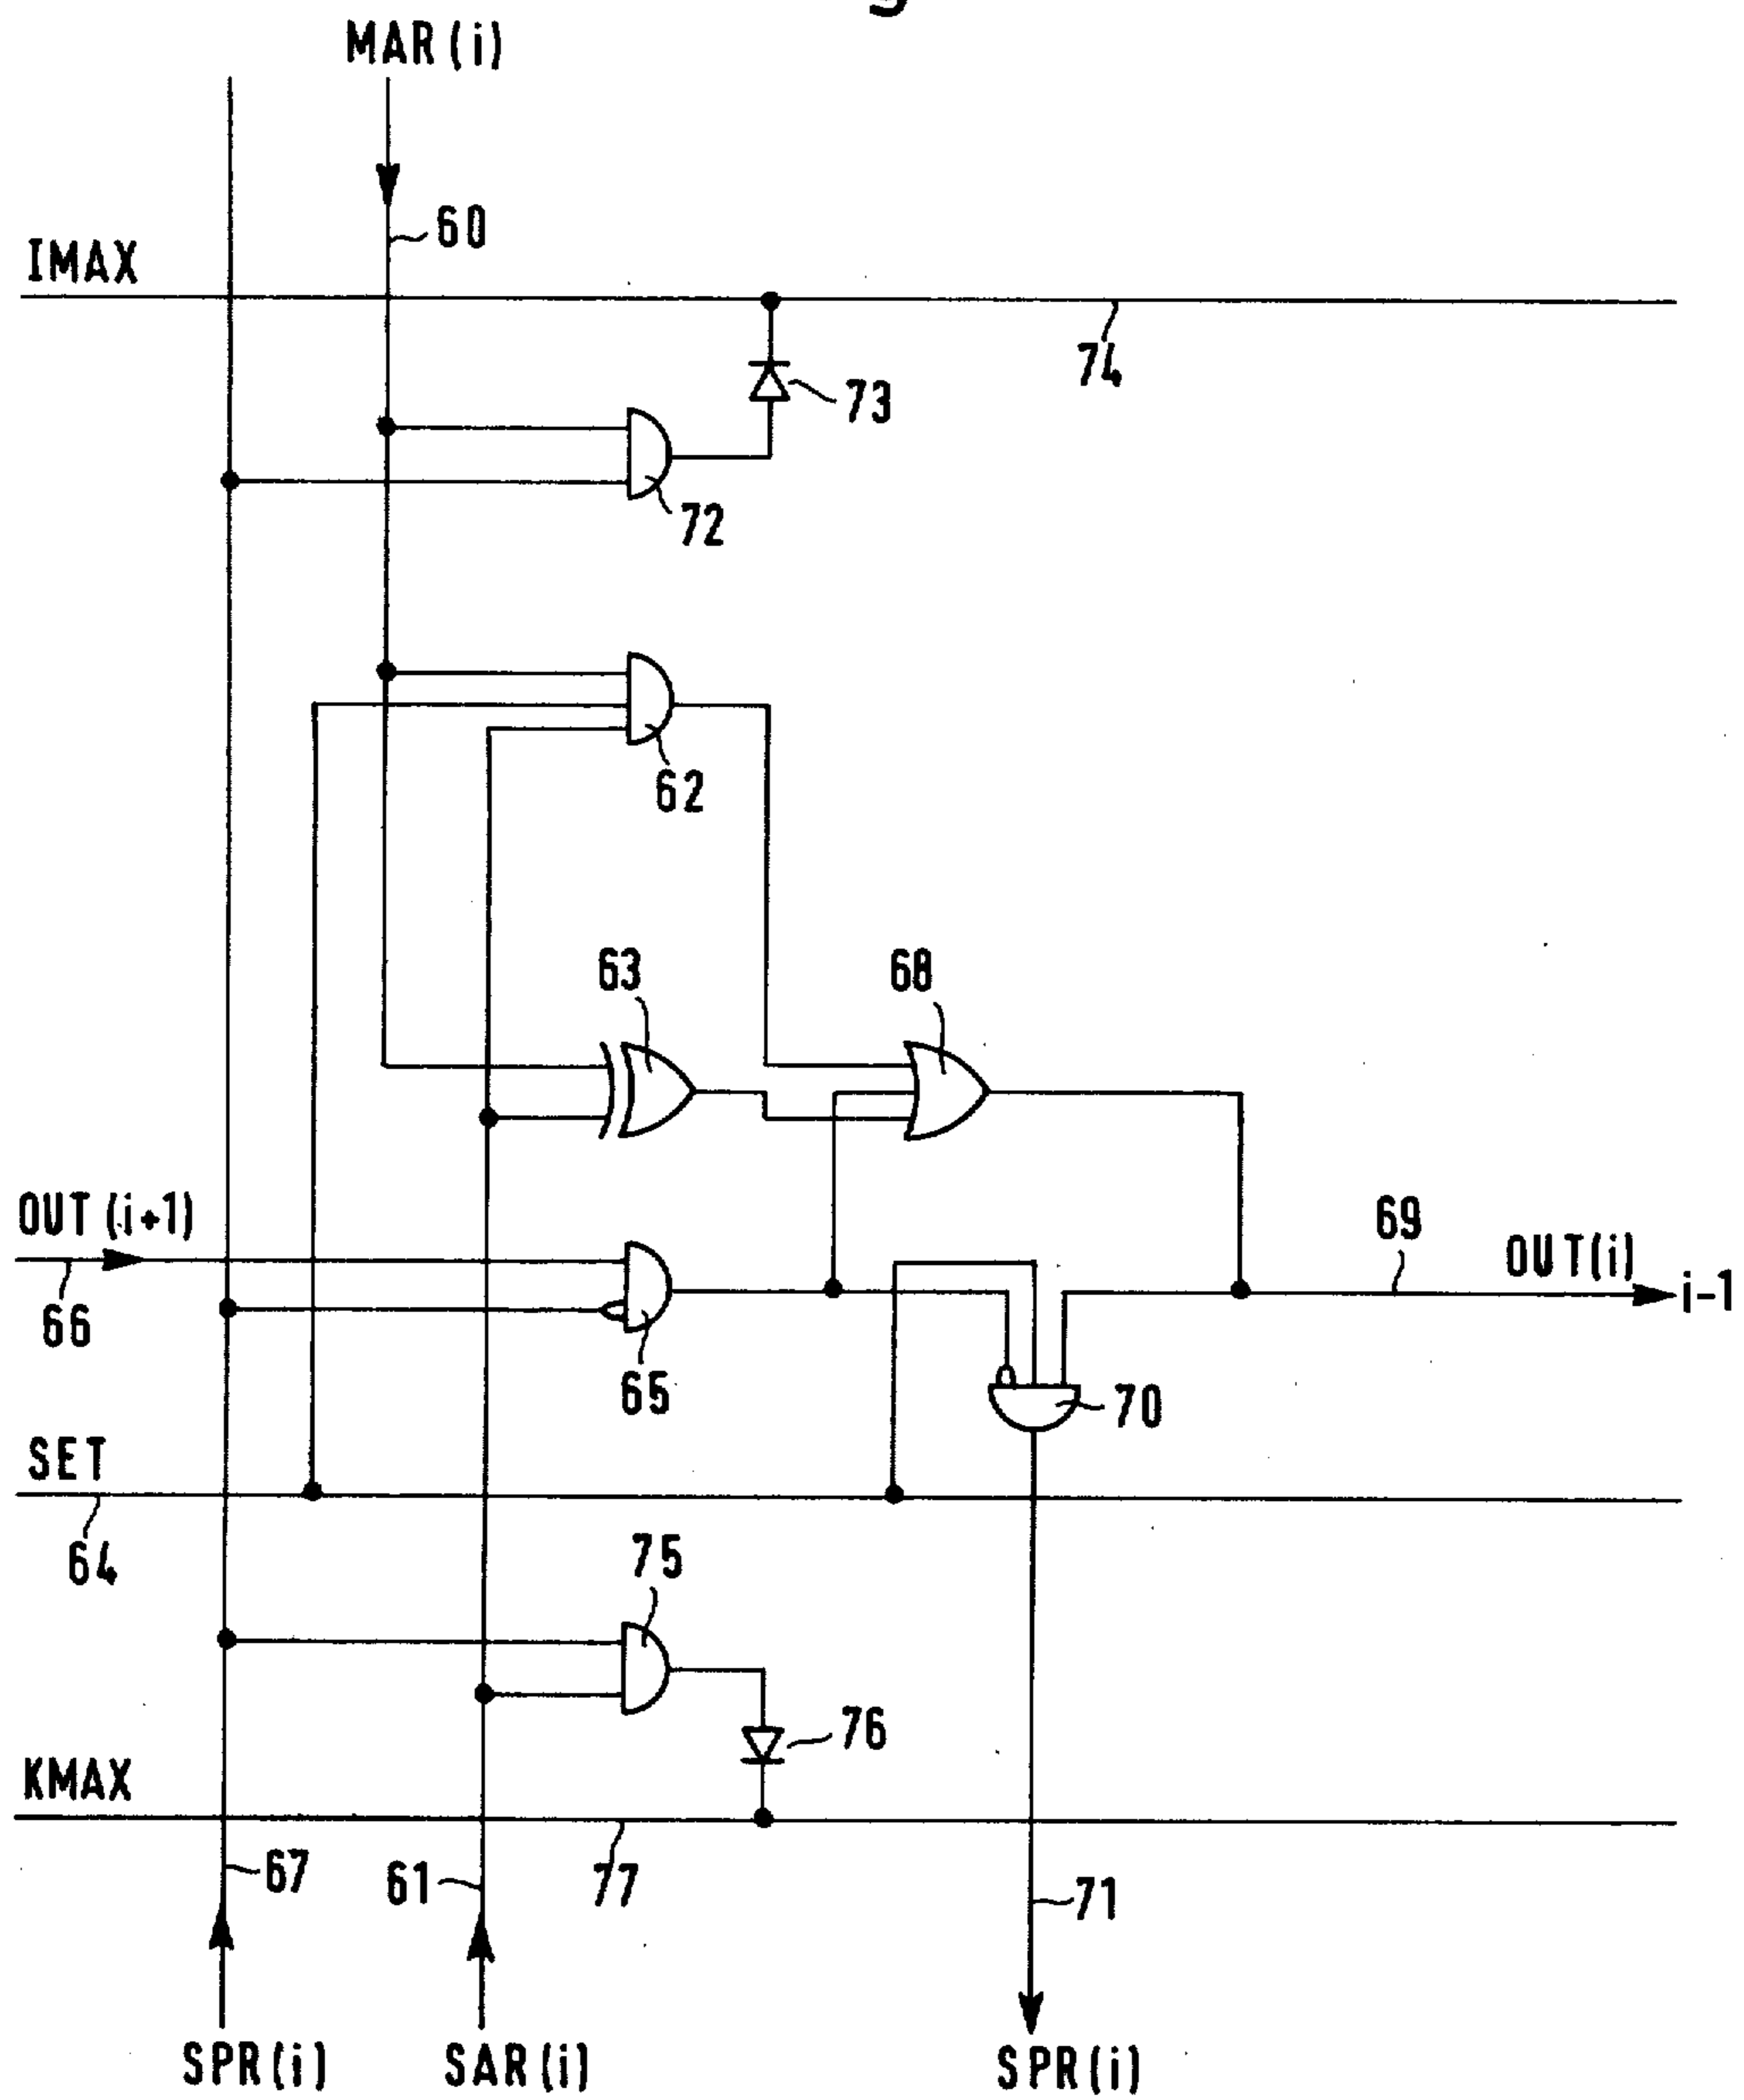 MAR(i)
60
IMAX
74
73
72
62
63
68
OUT(i+1)
69
OUT(i)
i-1
66
65
70
SET
64
75
76
KMAX
67
61
77
71
SPR(i)
SAR(i)
SPR(i)